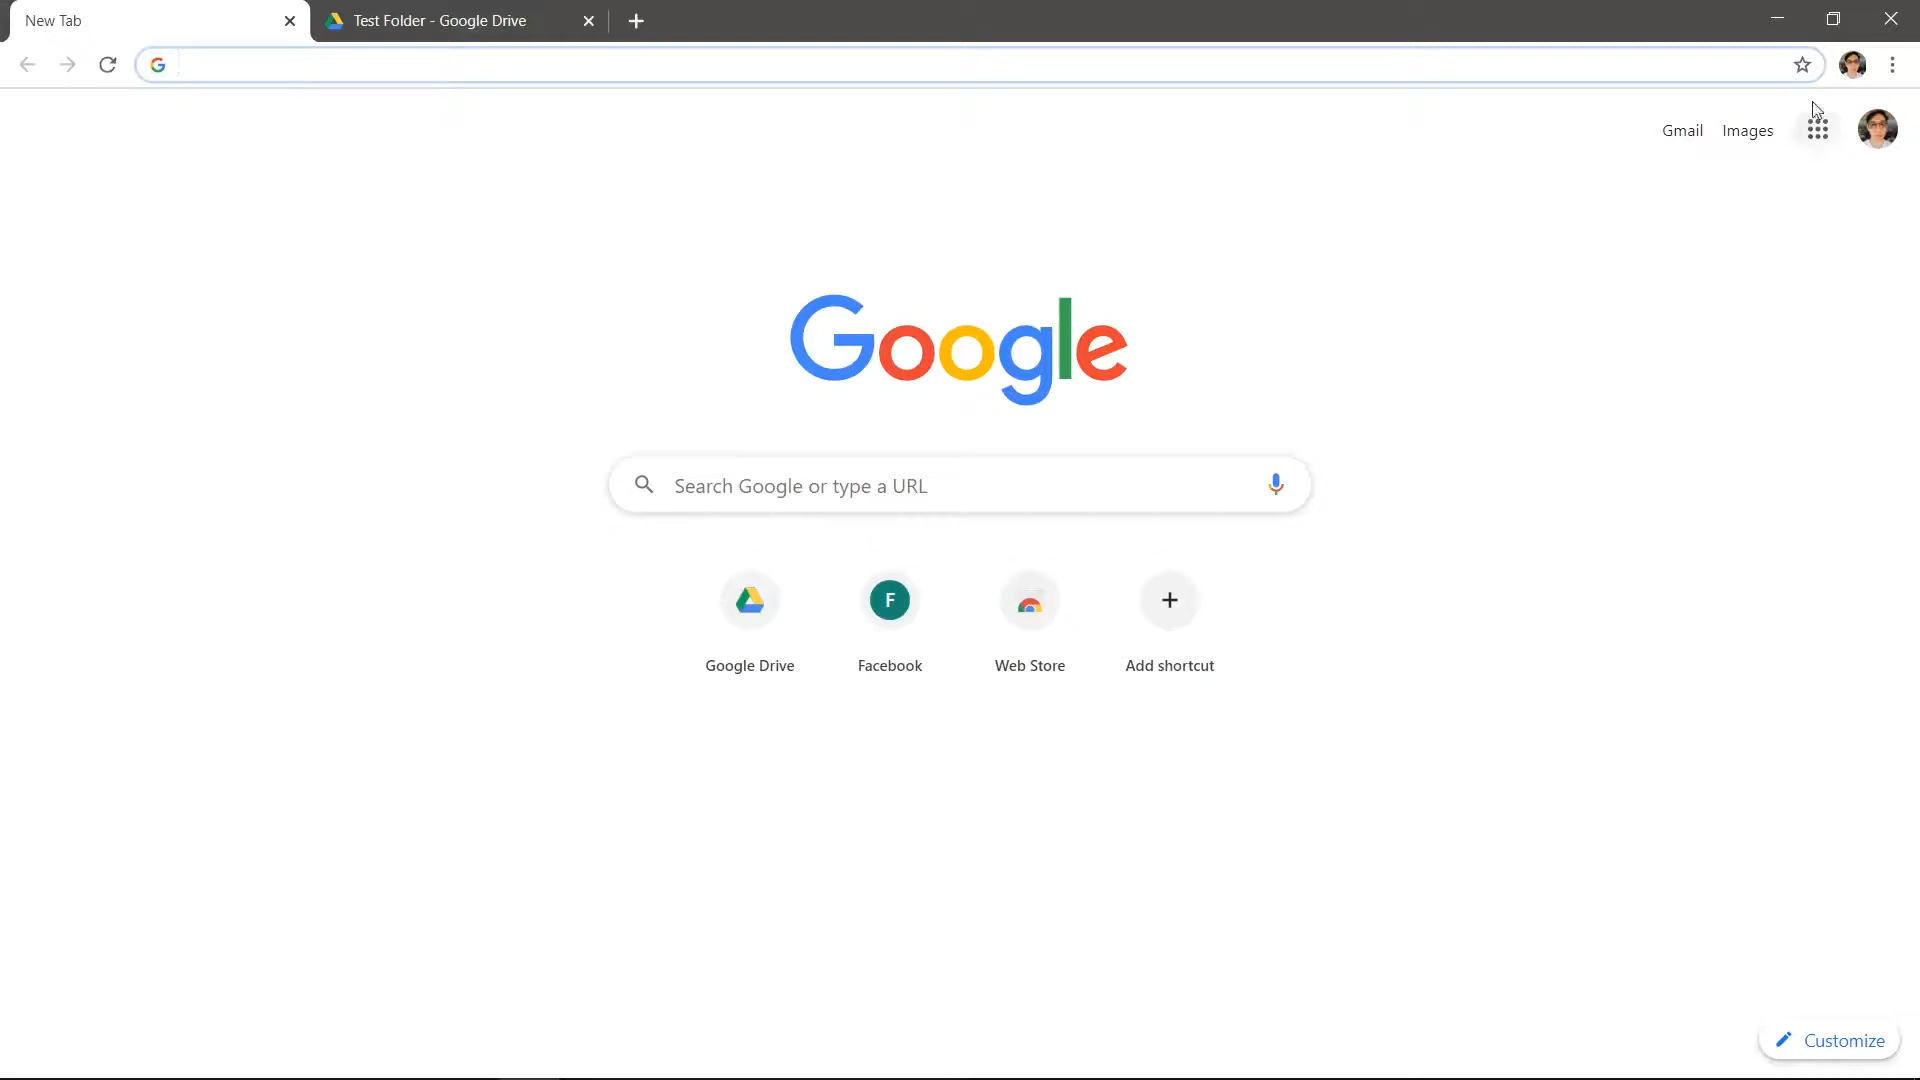 New Tab
Test Folder - Google Drive
Gmail Images
Google
Search Google or type a URL
F
Google Drive
Facebook
Web Store
Add shortcut
Customize